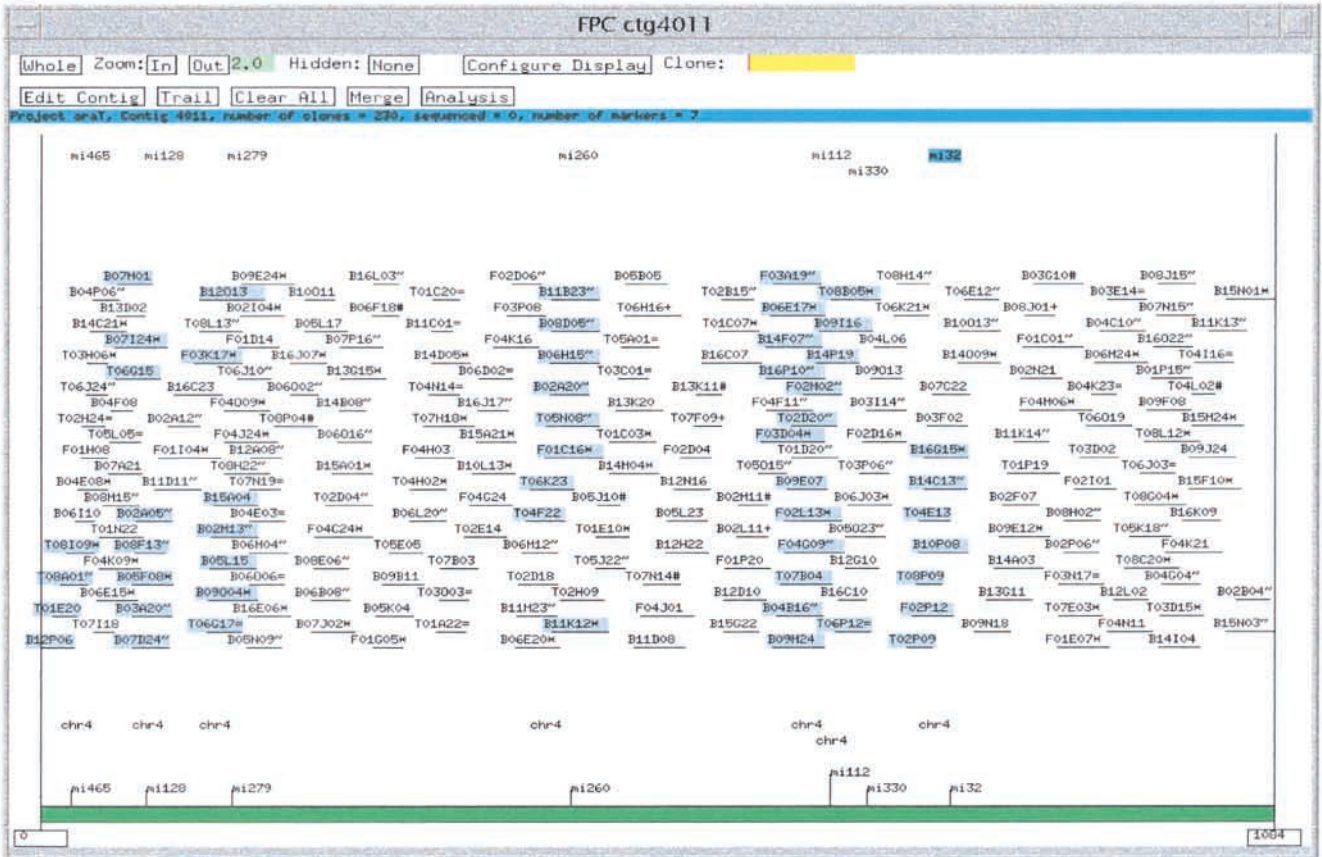 FPC ctg4011
Whole Zoom: In Out 2.0 Hidden: None Configure Display Clone:
Edit Contig Trail Clear All Merge Analysis
Project araT, Contig 4011, number of clones = 230, sequenced = 0, number of markers = 7
mi465 mi128 mi279 mi260 mi112 mi32
mi330
B07M01 B09E24* B16L03" F02D06" B05B05 F03A19" T08H14" B03G10# B08J15"
B04P06" B12O13 B10O11 T01C20= B11B23" T02B15" T08B05* T06E12" B03E14= B15N01*
B13D02 B02I04* B06F18# F03P08 T06H16+ B06E17* T06K21* B08J01+ B07N15"
B14C21* T08L13" B05L17 B11C01= B08D05" T01C07* B09I16 B10O13" B04C10" B11K13"
B07I24* F01D14 B07P16" F04K16 T05A01= B14F07" B04L06 F01C01" B16O22"
T03H06* F03K17* B16J07* B14D05* B06H15" B16C07 B14P19 B14O09* B06M24* T04I16=
T06G15 T06J10" B13G15* B06D02= T03C01= B16P10" B09O13 B02N21 B01P15"
T06J24" B16C23 B06O02" T04N14= B02A20" B13K11# F02M02" B07C22 B04K23= T04L02#
B04F08 F04O09* B14B08" B16J17" B13K20 F04F11" B03I14" F04M06* B09F08
T02H24= B02A12" T08P04# T07H18* T05N08" T07F09+ T02D20" B03F02 T06O19 B15M24*
T05L05= F04J24* B06O16" B15A21* T01C03* F03D04* F02D16* B11K14" T08L12*
F01H08 F01I04* B12A08" F04H03 F01C16* F02D04 T01D20" B16G15* T03D02 B09J24
B07A21 T08H22" B15A01* B10L13* B14M04* T05O15" T03P06" T01P19 T06J03=
B04E08* B11D11" T07N19= T04H02* T06K23 B12N16 B09E07 B14C13" F02I01 B15F10*
B08H15" B15A04 T02D04" F04G24 B05J10# B02M11# B06J03* B02F07 T08G04*
B06I10 B02A05" B04E03= B06L20" T04F22 B05L23 F02L13* T04E13 B08H02" B16K09
T01N22 B02M13" F04C24* T02E14 T01E10* B02L11+ B05O23" B09E12* T05K18"
T08I09* B08F13" B06H04" T05E05 B06M12" B12H22 F04G09" B10P08 B02P06" F04K21
F04K09* B05L15 B08E06" T07B03 T05J22" F01P20 B12G10 B14A03 T08C20*
T08A01" B05F08* B06O06= B09B11 T02D18 T07N14# T07B04 T08P09 F03N17= B04G04"
B06E15* B09O04* B06B08" T03O03= T02H09 B12D10 B16C10 B13G11 B12L02 B02B04"
T01E20 B03A20" B16E06* B05K04 B11H23" F04J01 B04B16" F02P12 T07E03* T03D15*
T07I18 T06G17= B07J02* T01A22= B11K12* B15G22 T06P12= B09N18 F04N11 B15N03"
B12P06 B07D24" B05N09" F01G05* B06E20* B11D08 B09H24 T02P09 F01E07* B14I04
chr4 chr4 chr4 chr4 chr4 chr4
chr4
mi112
mi465 mi128 mi279 mi260 mi330 mi32
0 1084